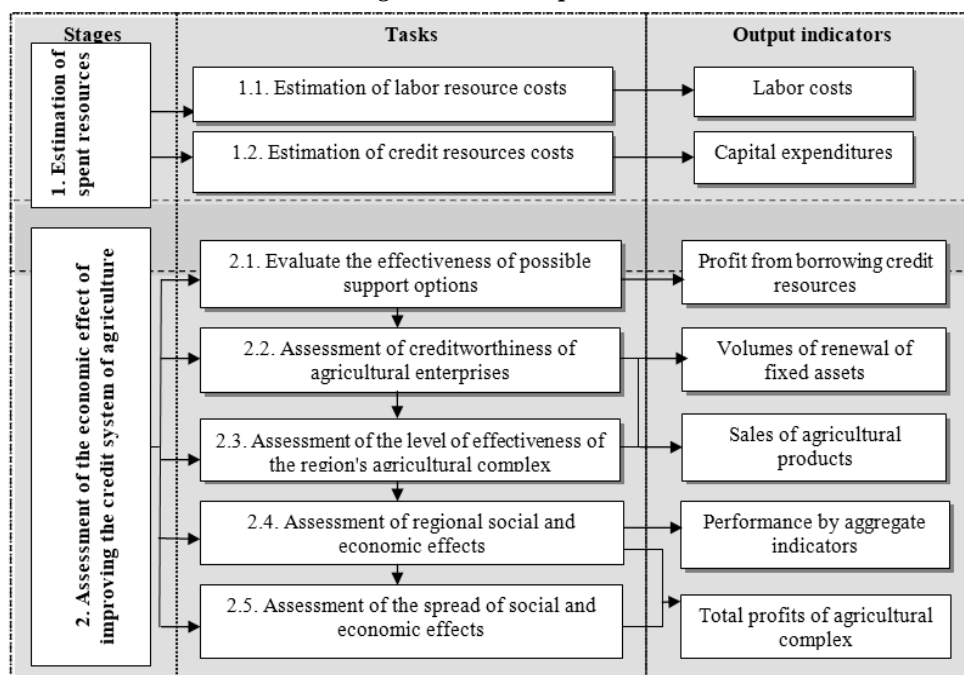 Stages
Tasks
Output indicators
1. Estimation of
spent resources
1.1. Estimation of labor resource costs
Labor costs
1.2. Estimation of credit resources costs
Capital expenditures
2. Assessment of the economic effect of
improving the credit system of agriculture
2.1. Evaluate the effectiveness of possible
support options
Profit from borrowing credit
resources
2.2. Assessment of creditworthiness of
agricultural enterprises
Volumes of renewal of
fixed assets
2.3. Assessment of the level of effectiveness of
the region's agricultural complex
Sales of agricultural
products
2.4. Assessment of regional social and
economic effects
Performance by aggregate
indicators
2.5. Assessment of the spread of social and
economic effects
Total profits of agricultural
complex